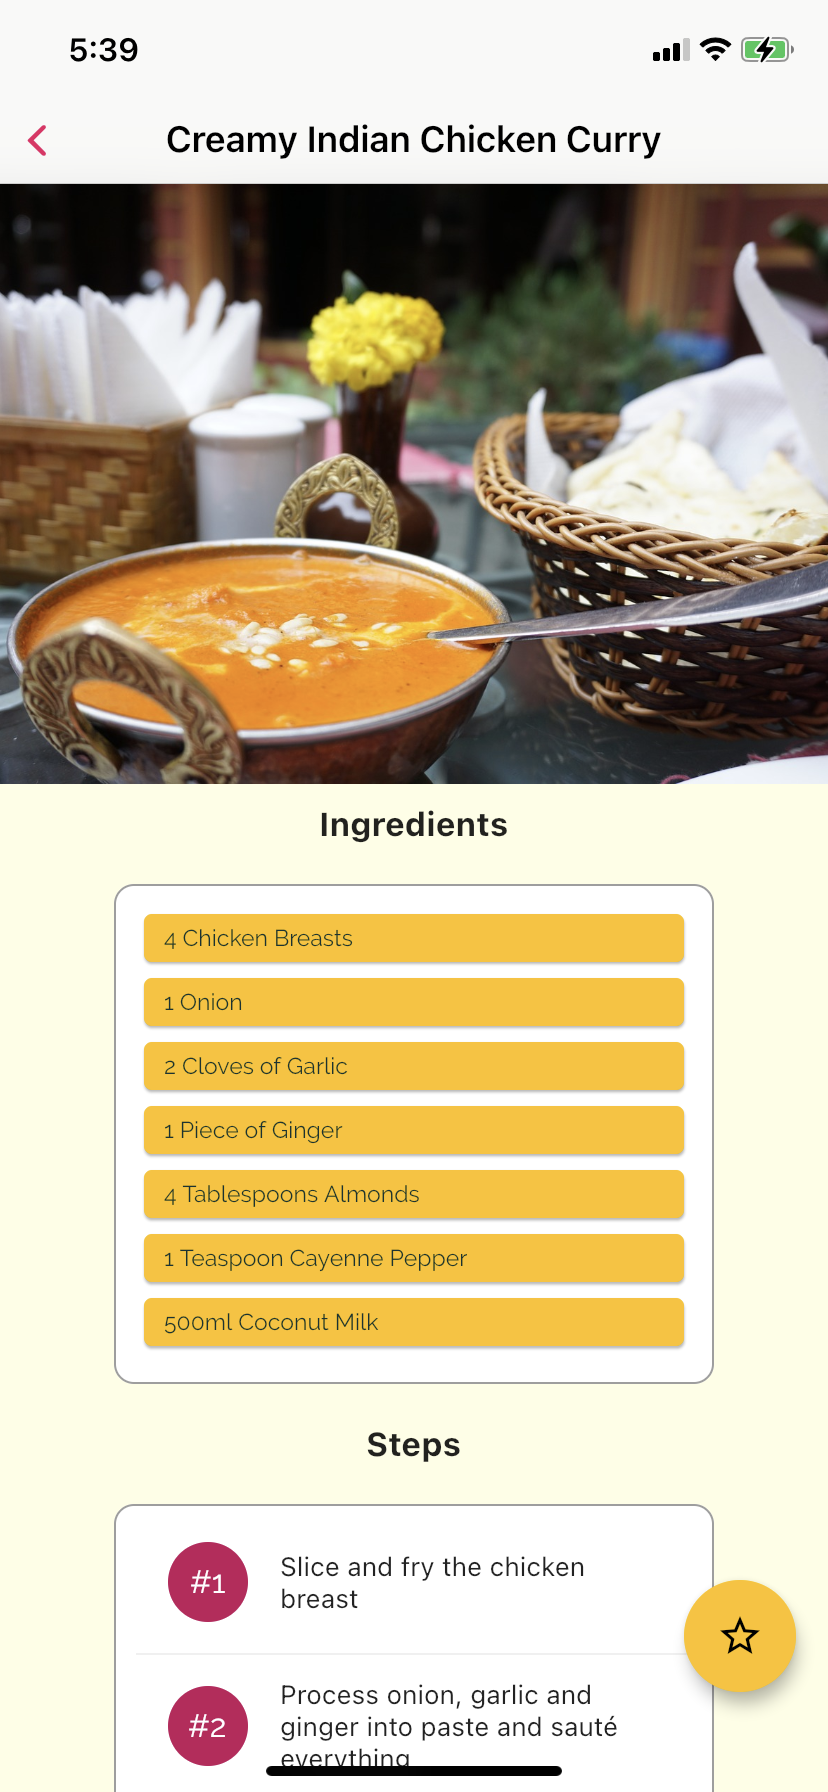 5:39
Creamy Indian Chicken Curry
Ingredients
4 Chicken Breasts
1 Onion
2 Cloves of Garlic
1 Piece of Ginger
4 Tablespoons Almonds
1 Teaspoon Cayenne Pepper
500ml Coconut Milk
Steps
#1
Slice and fry the chicken
breast
#2
Process onion, garlic and
ginger into paste and sauté
everything